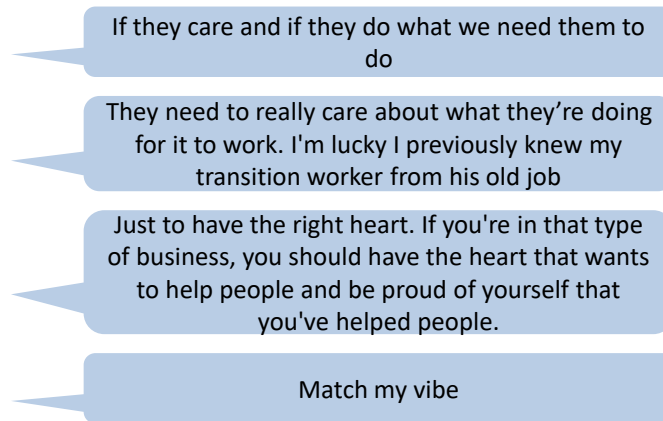 If they care and if they do what we need them to
do
They need to really care about what they’re doing
for it to work. I'm lucky I previously knew my
transition worker from his old job
Just to have the right heart. If you're in that type
of business, you should have the heart that wants
to help people and be proud of yourself that
you've helped people.
Match my vibe